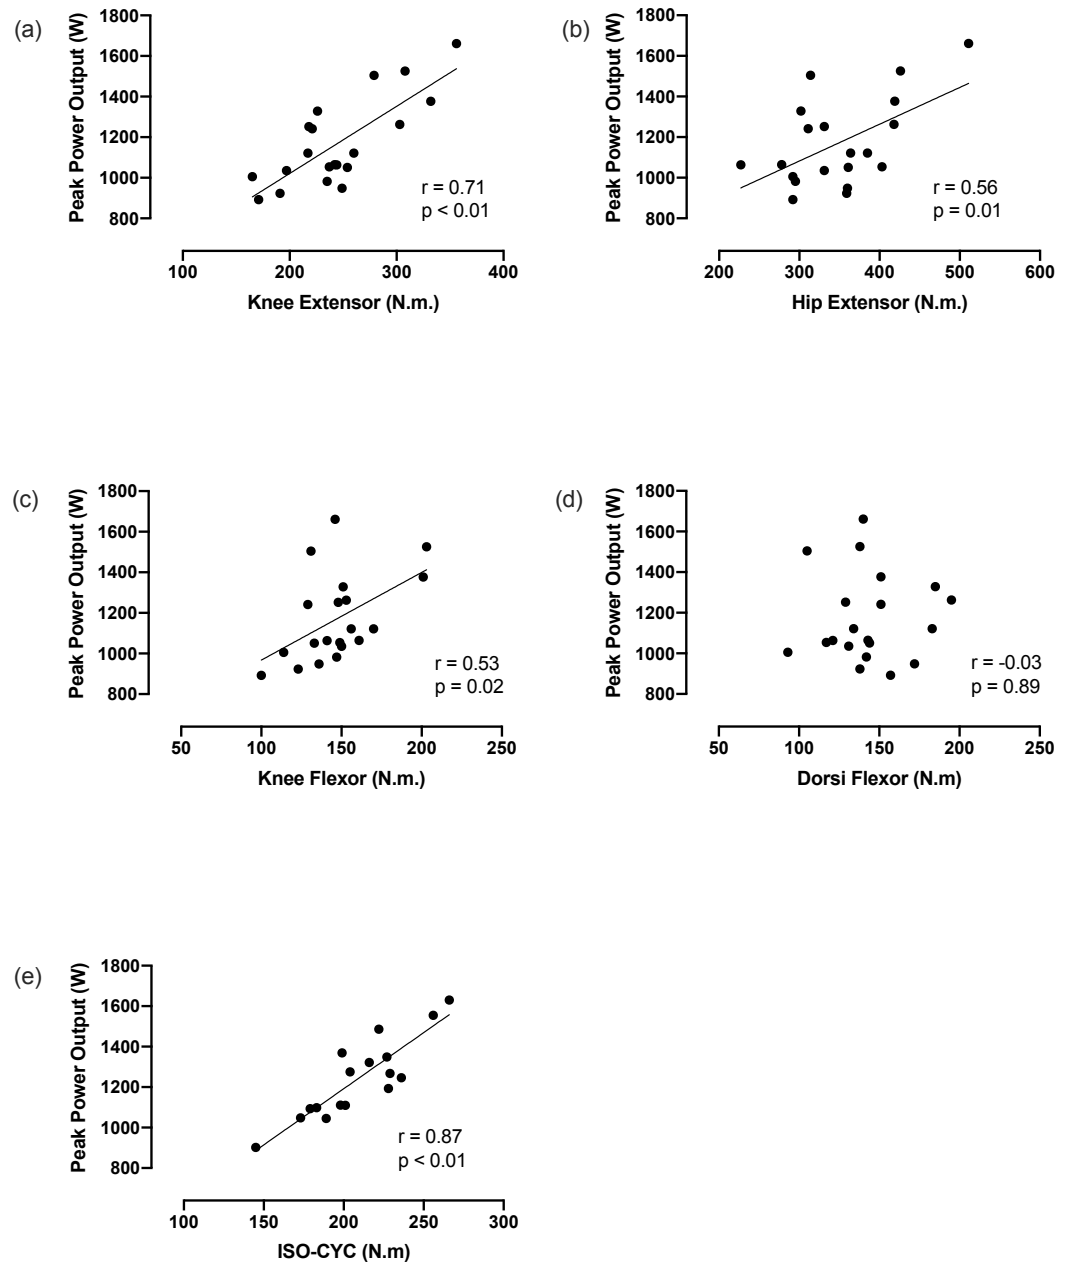 (a)
Peak Power Output (W)
1800
1600
1400
1200
1000
800
r = 0.71
p < 0.01
100 200 300 400
Knee Extensor (N.m.)
(b)
Peak Power Output (W)
1800
1600
1400
1200
1000
800
r = 0.56
p = 0.01
200 300 400 500 600
Hip Extensor (N.m.)
(c)
Peak Power Output (W)
1800
1600
1400
1200
1000
800
r = 0.53
p = 0.02
50 100 150 200 250
Knee Flexor (N.m.)
(d)
Peak Power Output (W)
1800
1600
1400
1200
1000
800
r = -0.03
p = 0.89
50 100 150 200 250
Dorsi Flexor (N.m)
(e)
Peak Power Output (W)
1800
1600
1400
1200
1000
800
r = 0.87
p < 0.01
100 150 200 250 300
ISO-CYC (N.m)